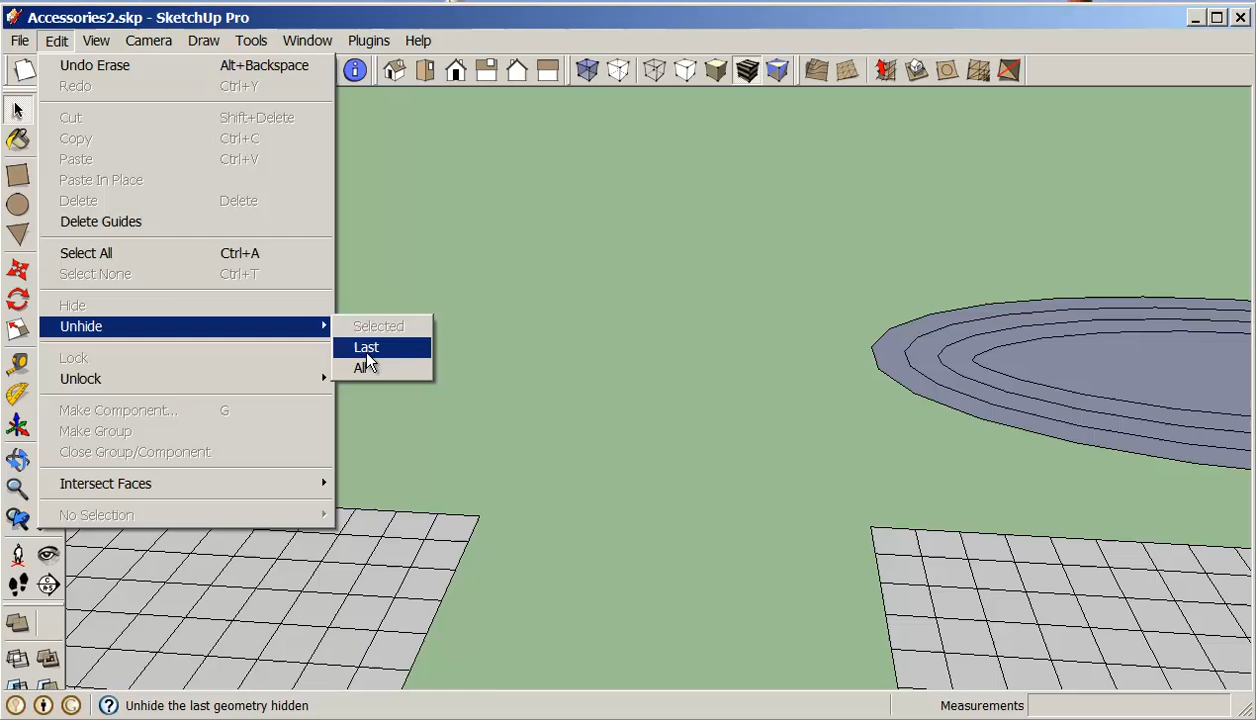 Accessories2.skp - SketchUp Pro
File Edit View Camera Draw Tools Window Plugins Help
Undo Erase Alt+Backspace
Redo Ctrl+Y
Cut Shift+Delete
Copy Ctrl+C
Paste Ctrl+V
Paste In Place
Delete Delete
Delete Guides
Select All Ctrl+A
Select None Ctrl+T
Hide
Unhide
Selected
Last
All
Lock
Unlock
Make Component... G
Make Group
Close Group/Component
Intersect Faces
No Selection
Unhide the last geometry hidden
Measurements